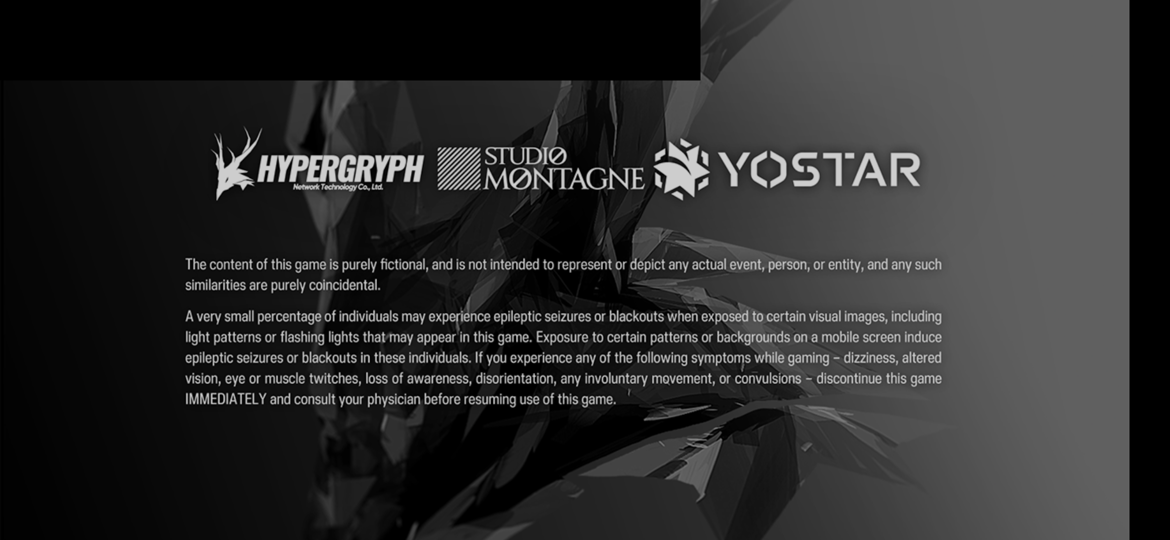 HYPERGRYPH
Network Technology Co., Ltd.
STUDIO
MØNTAGNE
YOSTAR
The content of this game is purely fictional, and is not intended to represent or depict any actual event, person, or entity, and any such
similarities are purely coincidental.
A very small percentage of individuals may experience epileptic seizures or blackouts when exposed to certain visual images, including
light patterns or flashing lights that may appear in this game. Exposure to certain patterns or backgrounds on a mobile screen induce
epileptic seizures or blackouts in these individuals. If you experience any of the following symptoms while gaming – dizziness, altered
vision, eye or muscle twitches, loss of awareness, disorientation, any involuntary movement, or convulsions – discontinue this game
IMMEDIATELY and consult your physician before resuming use of this game.